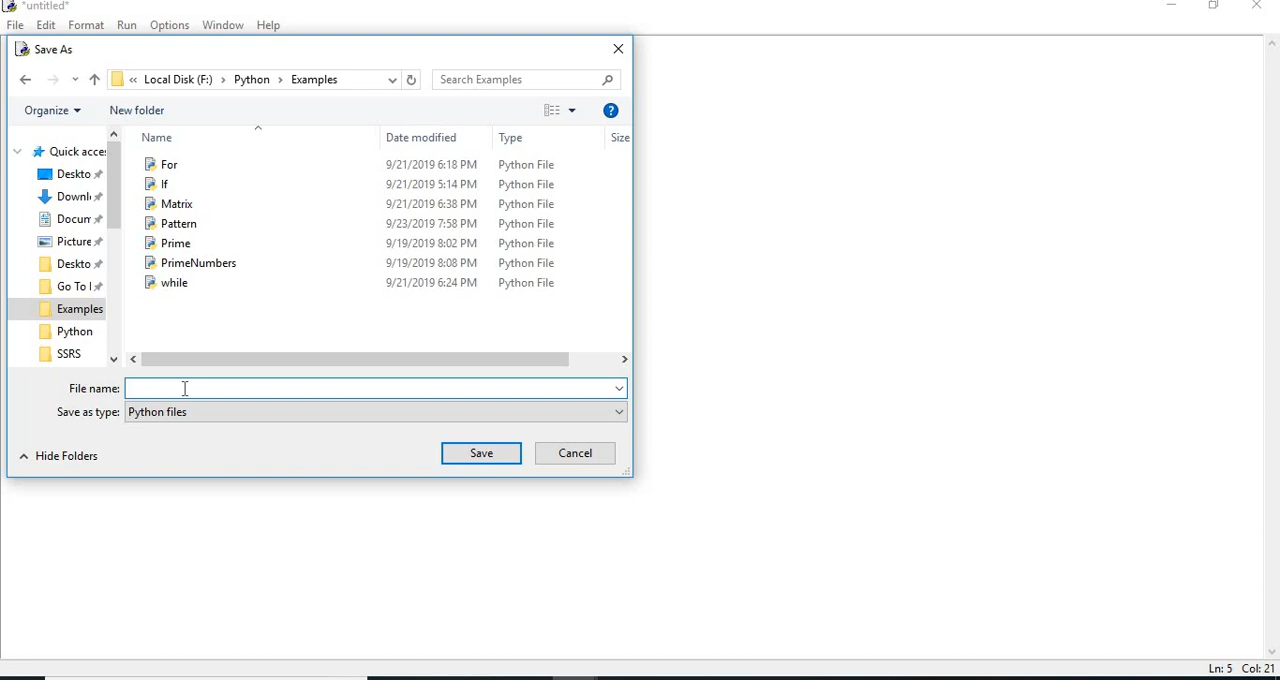 *untitled*
File Edit Format Run Options Window Help
Save As
« Local Disk (F:) > Python > Examples Search Examples
Organize New folder
Name Date modified Type Size
Quick acces
Deskto
Downl
Docum
Picture
Deskto
Go To
Examples
Python
SSRS
For 9/21/2019 6:18 PM Python File
If 9/21/2019 5:14 PM Python File
Matrix 9/21/2019 6:38 PM Python File
Pattern 9/23/2019 7:58 PM Python File
Prime 9/19/2019 8:02 PM Python File
PrimeNumbers 9/19/2019 8:08 PM Python File
while 9/21/2019 6:24 PM Python File
File name:
Save as type: Python files
Hide Folders Save Cancel
Ln: 5 Col: 21